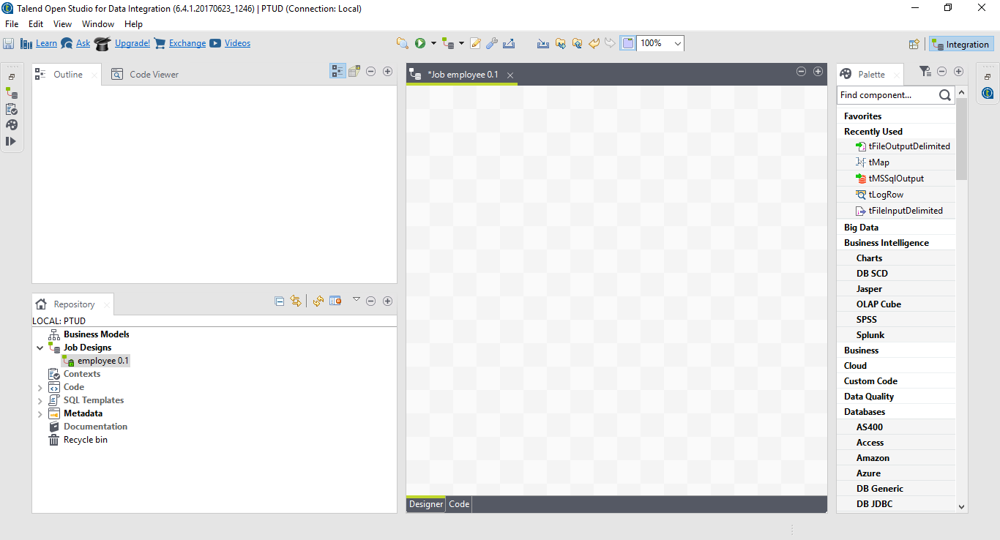 Talend Open Studio for Data Integration (6.4.1.20170623_1246) | PTUD (Connection: Local)
File Edit View Window Help
Learn Ask Upgrade! Exchange Videos 100% Integration
Outline Code Viewer
*Job employee 0.1
Palette
Find component...
Favorites
Recently Used
tFileOutputDelimited
tMap
tMSSqlOutput
tLogRow
tFileInputDelimited
Big Data
Business Intelligence
Charts
DB SCD
Jasper
OLAP Cube
SPSS
Splunk
Business
Cloud
Custom Code
Data Quality
Databases
AS400
Access
Amazon
Azure
DB Generic
DB JDBC
Repository
LOCAL: PTUD
Business Models
Job Designs
employee 0.1
Contexts
Code
SQL Templates
Metadata
Documentation
Recycle bin
Designer Code